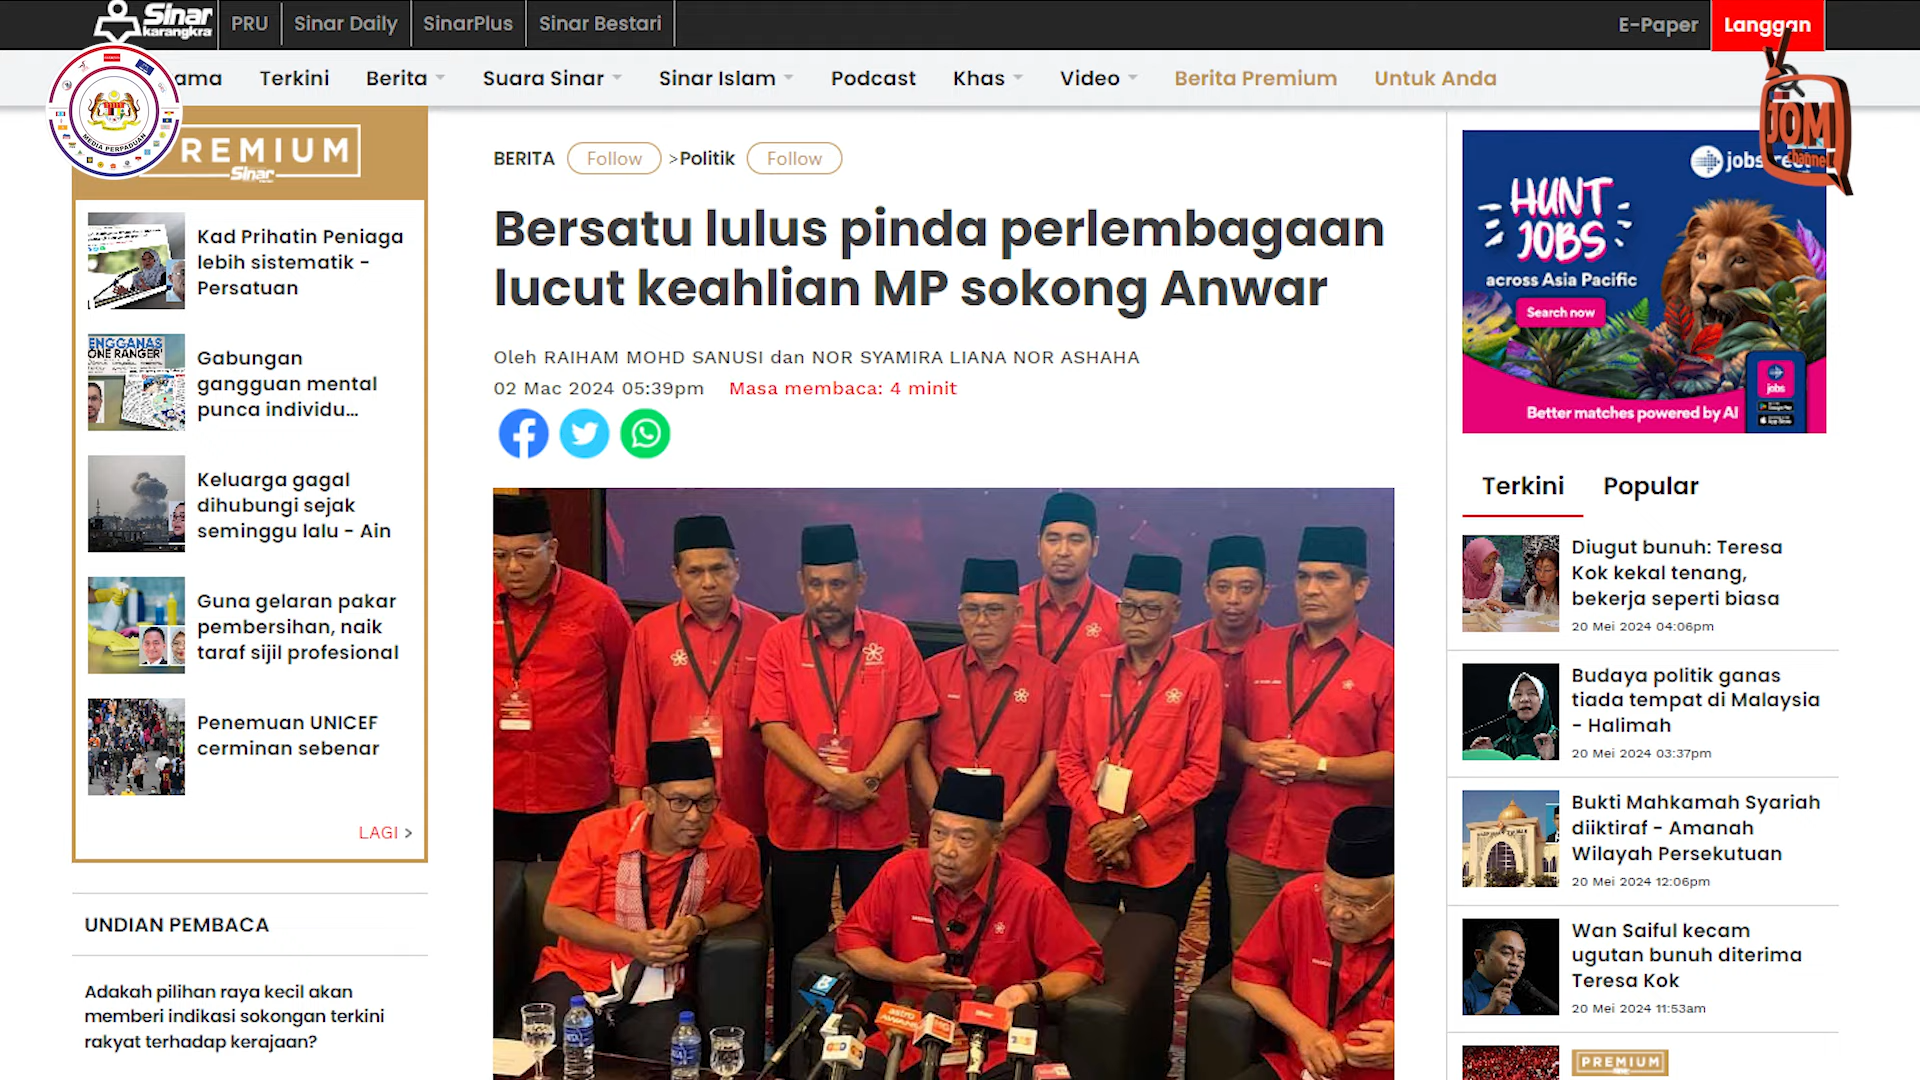 Sinar
karangkraf
PRU
Sinar Daily
SinarPlus
Sinar Bestari
E-Paper
Langgan
ama
Terkini
Berita
Suara Sinar
Sinar Islam
Podcast
Khas
Video
Berita Premium
Untuk Anda
MEDIA PERPADUAN
JOM
channel
REMIUM
Sinar
Kad Prihatin Peniaga
lebih sistematik -
Persatuan
Gabungan
gangguan mental
punca individu...
Keluarga gagal
dihubungi sejak
seminggu lalu - Ain
Guna gelaran pakar
pembersihan, naik
taraf sijil profesional
Penemuan UNICEF
cerminan sebenar
LAGI >
UNDIAN PEMBACA
Adakah pilihan raya kecil akan
memberi indikasi sokongan terkini
rakyat terhadap kerajaan?
BERITA Follow >Politik Follow
Bersatu lulus pinda perlembagaan
lucut keahlian MP sokong Anwar
Oleh RAIHAM MOHD SANUSI dan NOR SYAMIRA LIANA NOR ASHAHA
02 Mac 2024 05:39pm Masa membaca: 4 minit
astro
AWANI
HUNT
JOBS
across Asia Pacific
Search now
jobs
Better matches powered by AI
Terkini Popular
Diugut bunuh: Teresa
Kok kekal tenang,
bekerja seperti biasa
20 Mei 2024 04:06pm
Budaya politik ganas
tiada tempat di Malaysia
- Halimah
20 Mei 2024 03:37pm
Bukti Mahkamah Syariah
diiktiraf - Amanah
Wilayah Persekutuan
20 Mei 2024 12:06pm
Wan Saiful kecam
ugutan bunuh diterima
Teresa Kok
20 Mei 2024 11:53am
PREMIUM